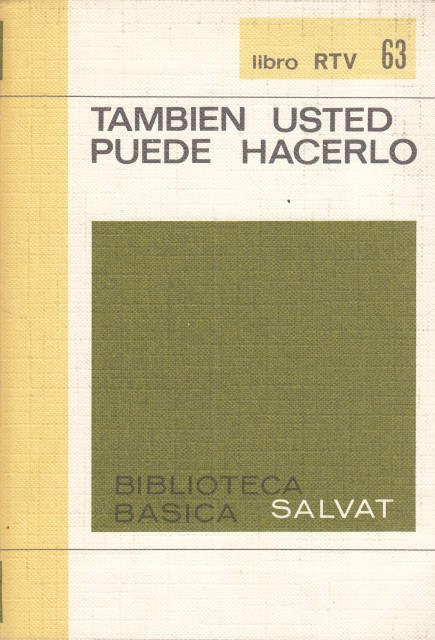 libro RTV 63
TAMBIEN USTED
PUEDE HACERLO
BIBLIOTECA
BASICA SALVAT